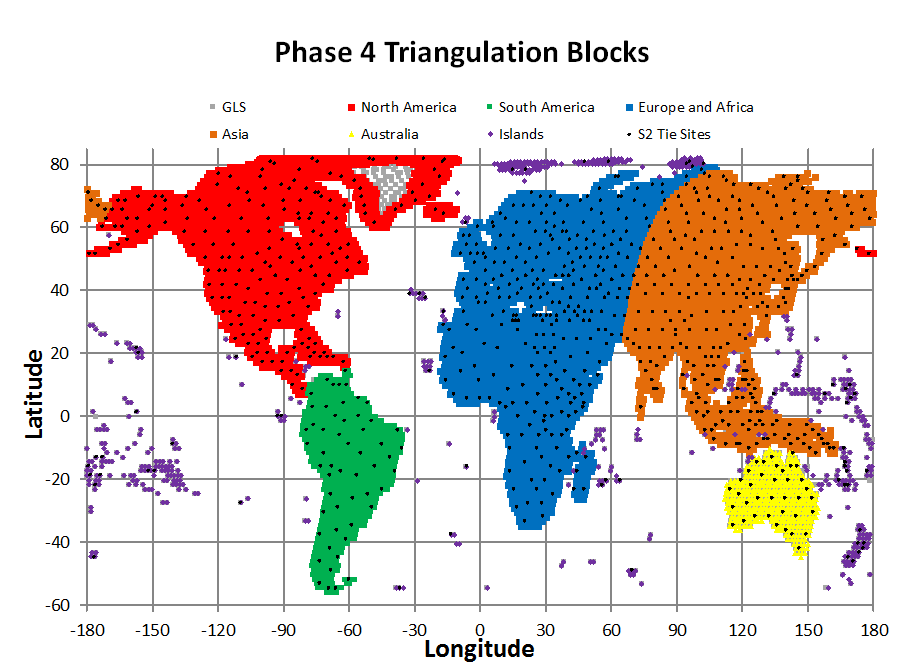 Phase 4 Triangulation Blocks
GLS North America South America Europe and Africa
Asia Australia Islands S2 Tie Sites
80
60
40
20
0
-20
-40
-60
Latitude
-180 -150 -120 -90 -60 -30 0 30 60 90 120 150 180
Longitude